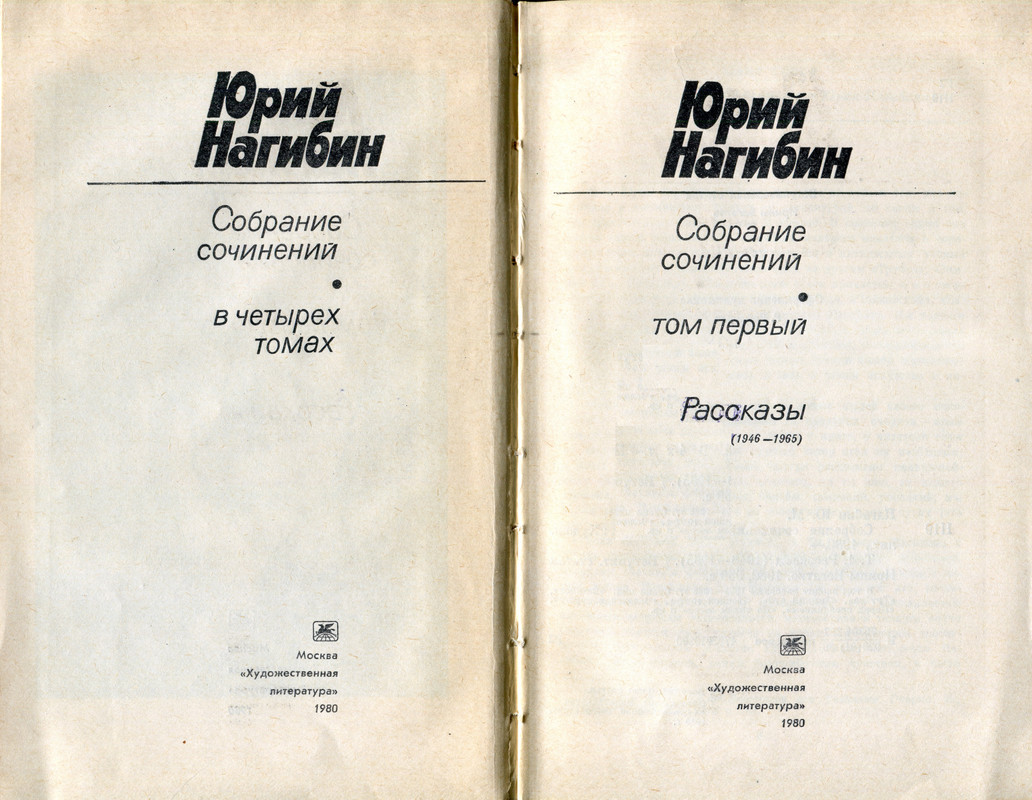 Юрий
Нагибин
Собрание
сочинений
•
в четырех
томах
Москва
«Художественная
литература»
1980
Юрий
Нагибин
Собрание
сочинений
•
том первый
Рассказы
(1946—1965)
Москва
«Художественная
литература»
1980